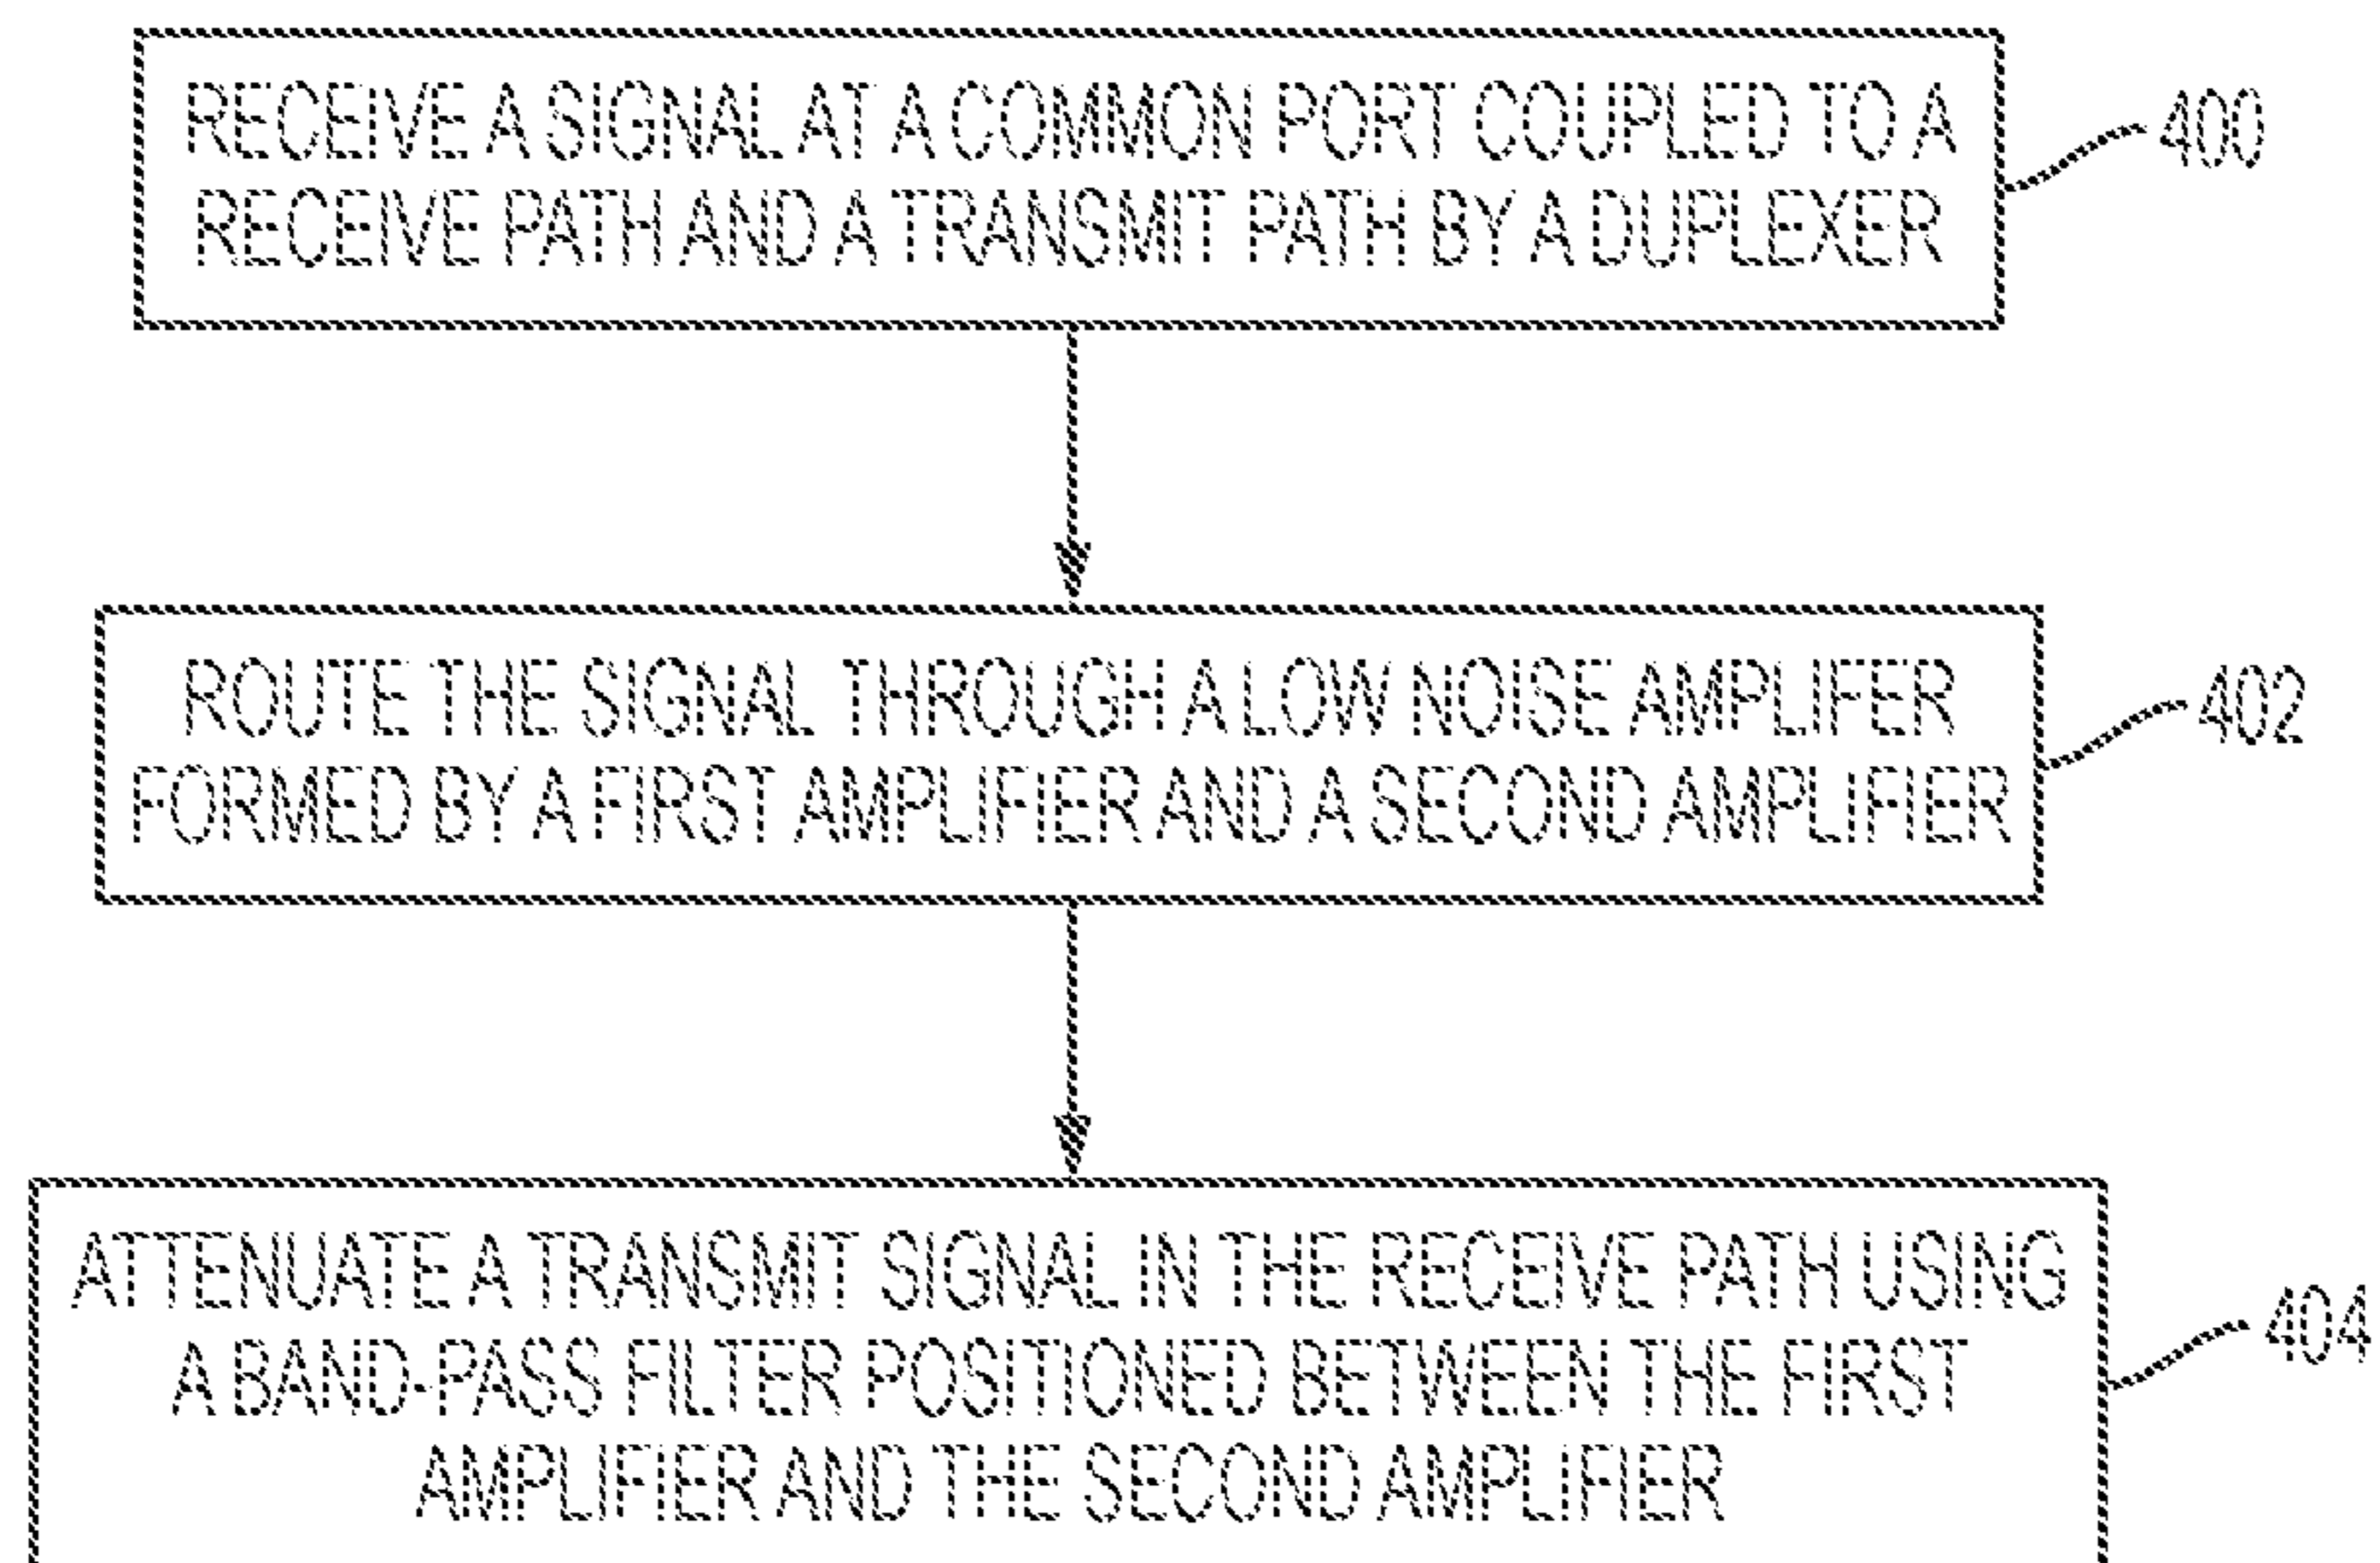 RECEIVE A SIGNAL AT A COMMON PORT COUPLED TO A
RECEIVE PATH AND A TRANSMIT PATH BY A DUPLEXER
400
ROUTE THE SIGNAL THROUGH A LOW NOISE AMPLIFER
FORMED BY A FIRST AMPLIFIER AND A SECOND AMPLIFIER
402
ATTENUATE A TRANSMIT SIGNAL IN THE RECEIVE PATH USING
A BAND-PASS FILTER POSITIONED BETWEEN THE FIRST
AMPLIFIER AND THE SECOND AMPLIFIER
404